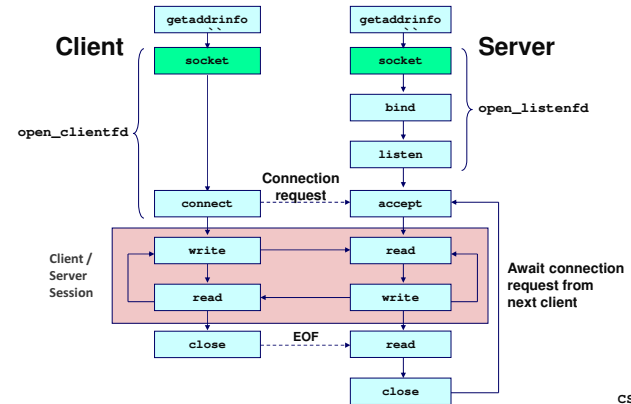 getaddrinfo
getaddrinfo
Client
Server
socket
socket
open_clientfd
bind
open_listenfd
listen
Connection
request
connect
accept
Client /
Server
Session
write
read
read
write
Await connection
request from
next client
close
EOF
read
close
CS